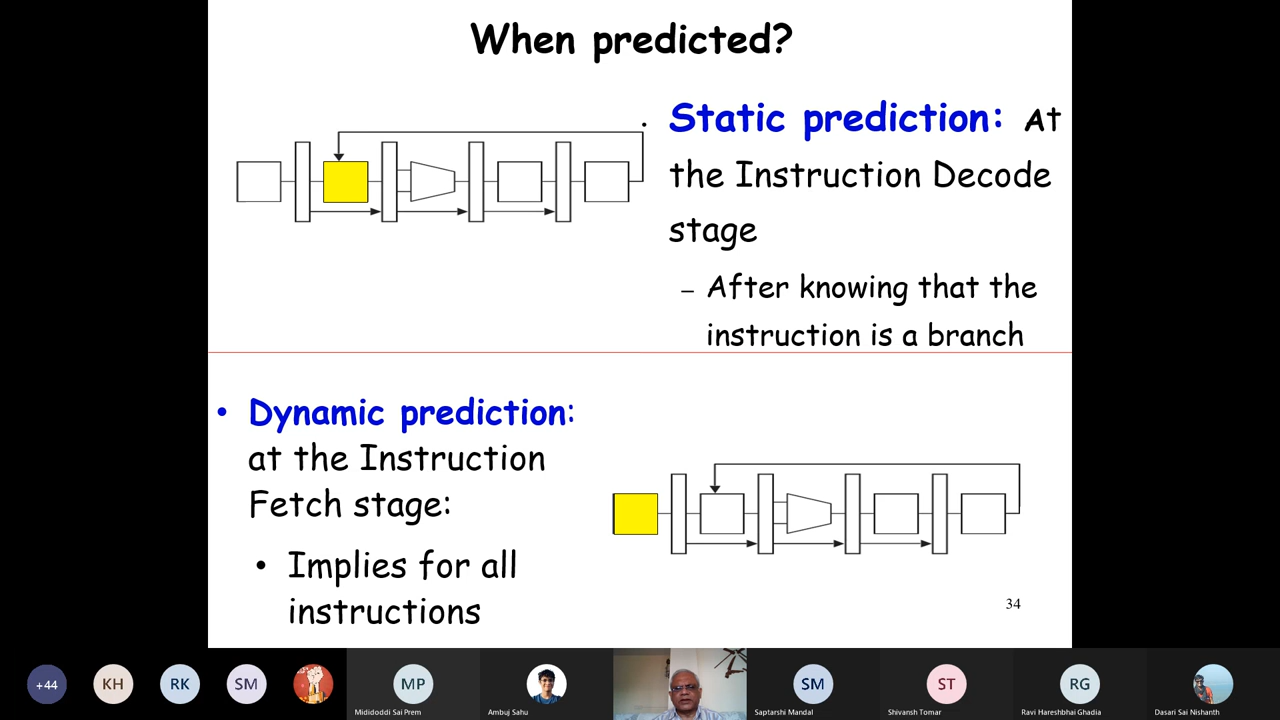 When predicted?
• Static prediction: At
the Instruction Decode
stage
– After knowing that the
instruction is a branch
• Dynamic prediction:
at the Instruction
Fetch stage:
• Implies for all
instructions
34
+44
KH
RK
SM
MP
SM
ST
RG
Mididoddi Sai Prem
Ambuj Sahu
Saptarshi Mandal
Shivansh Tomar
Ravi Hareshbhai Ghadia
Dasari Sai Nishanth